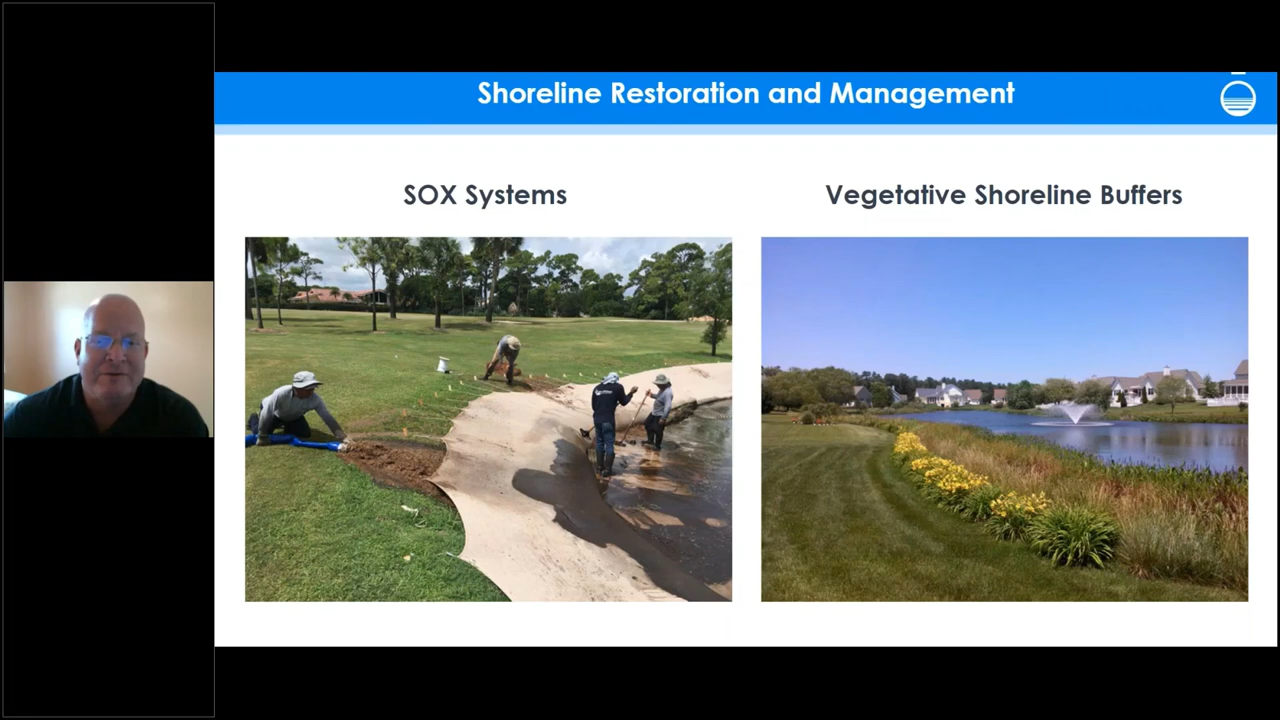 Shoreline Restoration and Management
SOX Systems
Vegetative Shoreline Buffers